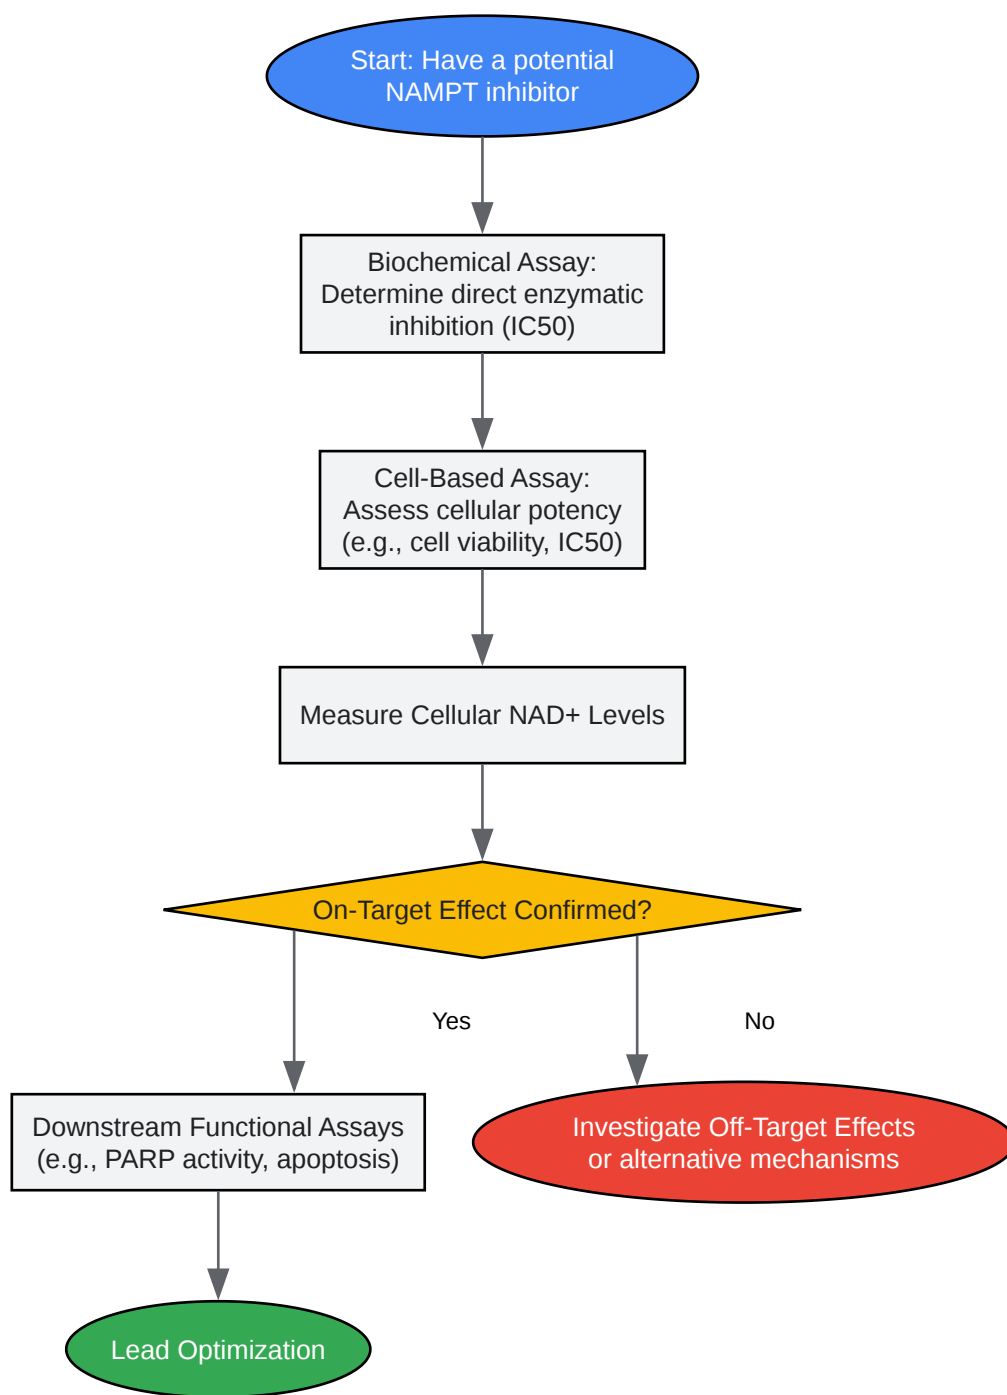 Start: Have a potential
NAMPT inhibitor
Biochemical Assay:
Determine direct enzymatic
inhibition (IC50)
Cell-Based Assay:
Assess cellular potency
(e.g., cell viability, IC50)
Measure Cellular NAD+ Levels
On-Target Effect Confirmed?
Yes
No
Downstream Functional Assays
(e.g., PARP activity, apoptosis)
Investigate Off-Target Effects
or alternative mechanisms
Lead Optimization